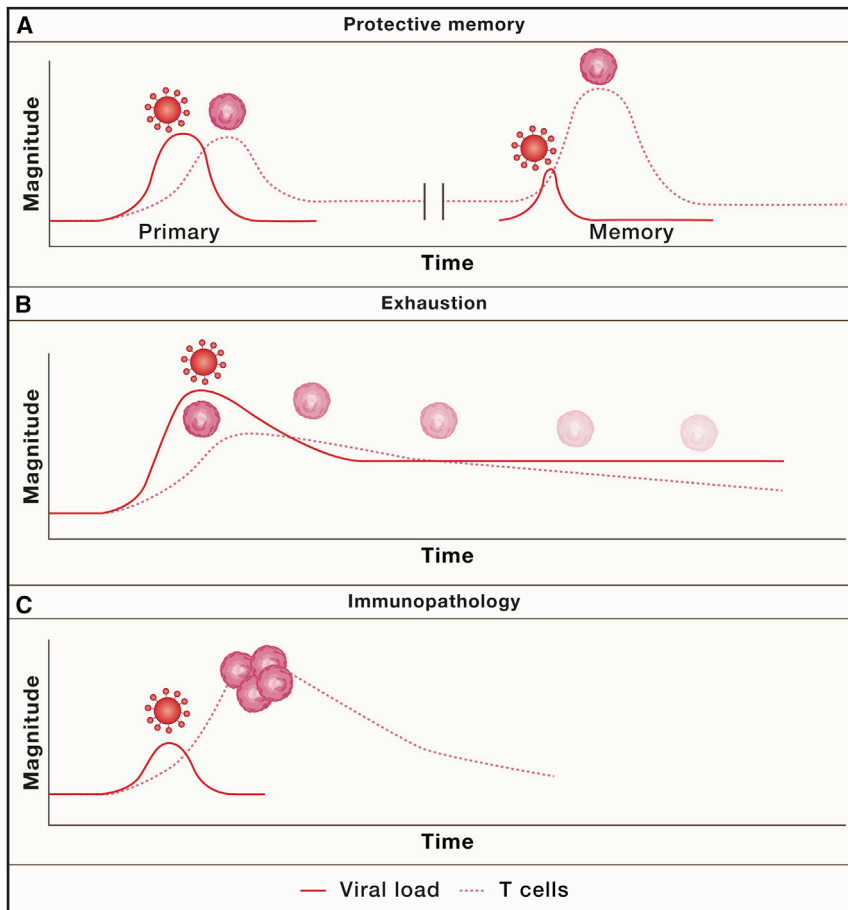 A
Protective memory
Magnitude
Primary
Memory
Time
B
Exhaustion
Magnitude
Time
C
Immunopathology
Magnitude
Time
Viral load
T cells